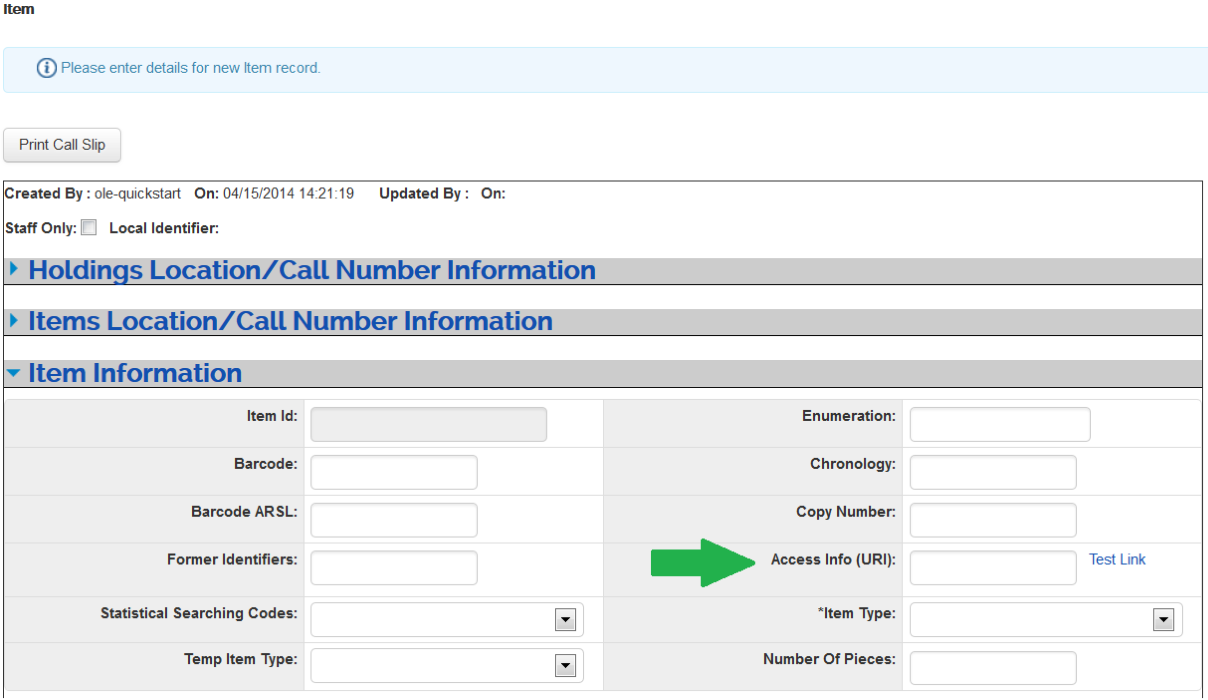 Item
Please enter details for new Item record.
Print Call Slip
Created By : ole-quickstart On: 04/15/2014 14:21:19 Updated By : On:
Staff Only: Local Identifier:
Holdings Location/Call Number Information
Items Location/Call Number Information
Item Information
Item Id: Enumeration:
Barcode: Chronology:
Barcode ARSL: Copy Number:
Former Identifiers: Access Info (URI): Test Link
Statistical Searching Codes: *Item Type:
Temp Item Type: Number Of Pieces: